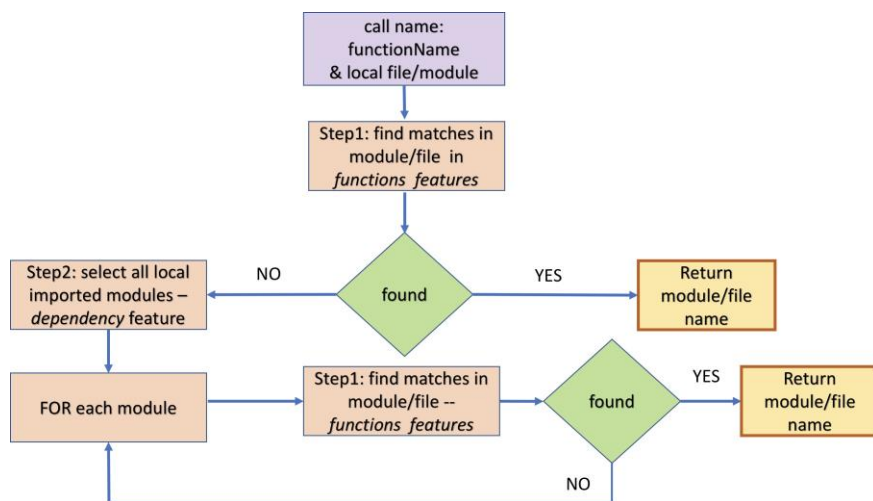 call name:
functionName
& local file/module
Step1: find matches in
module/file in
functions features
NO
YES
Step2: select all local
imported modules –
dependency feature
found
Return
module/file
name
FOR each module
Step1: find matches in
module/file --
functions features
found
YES
Return
module/file
name
NO